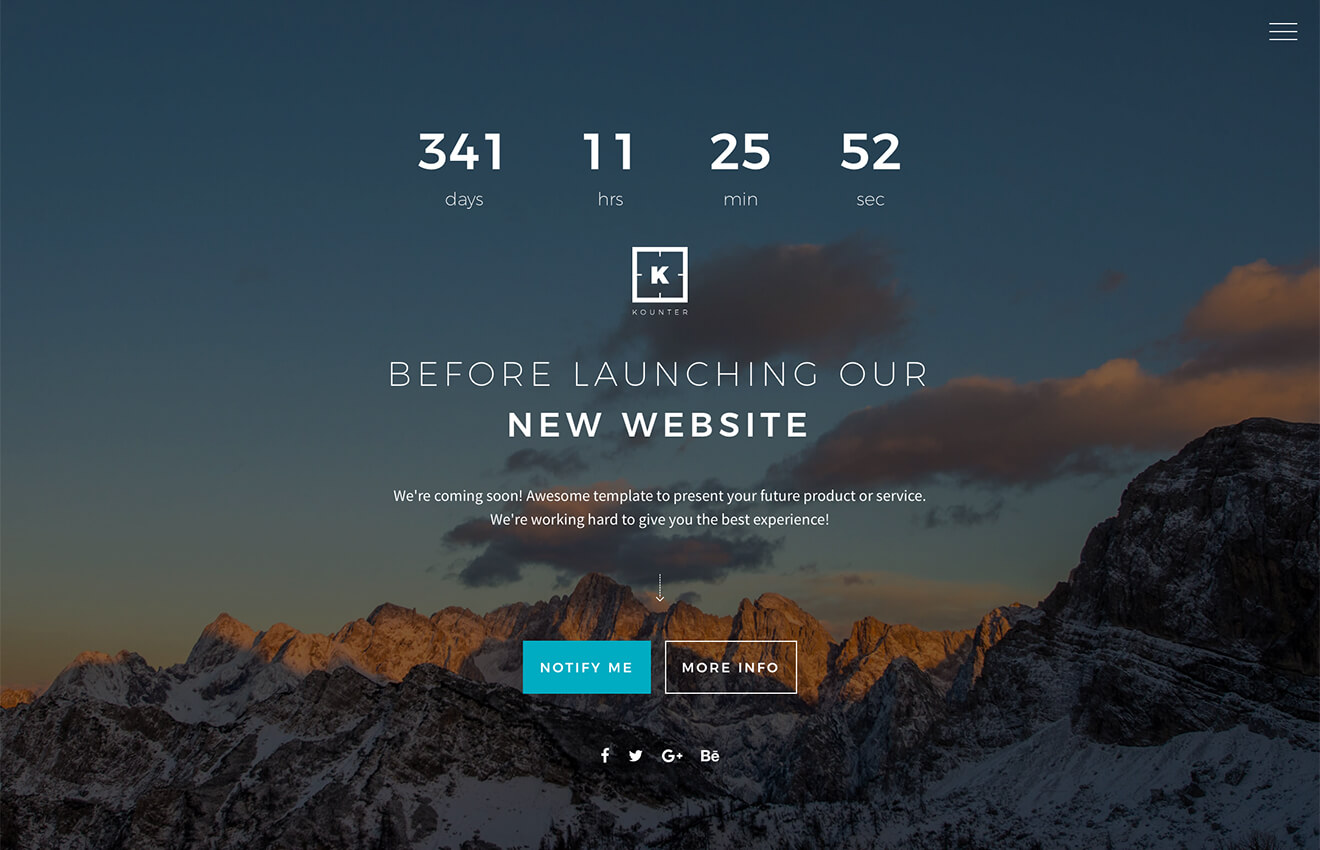 341 11 25 52
days hrs min sec
K
KOUNTER
BEFORE LAUNCHING OUR
NEW WEBSITE
We're coming soon! Awesome template to present your future product or service.
We're working hard to give you the best experience!
NOTIFY ME MORE INFO
f G+ Bē